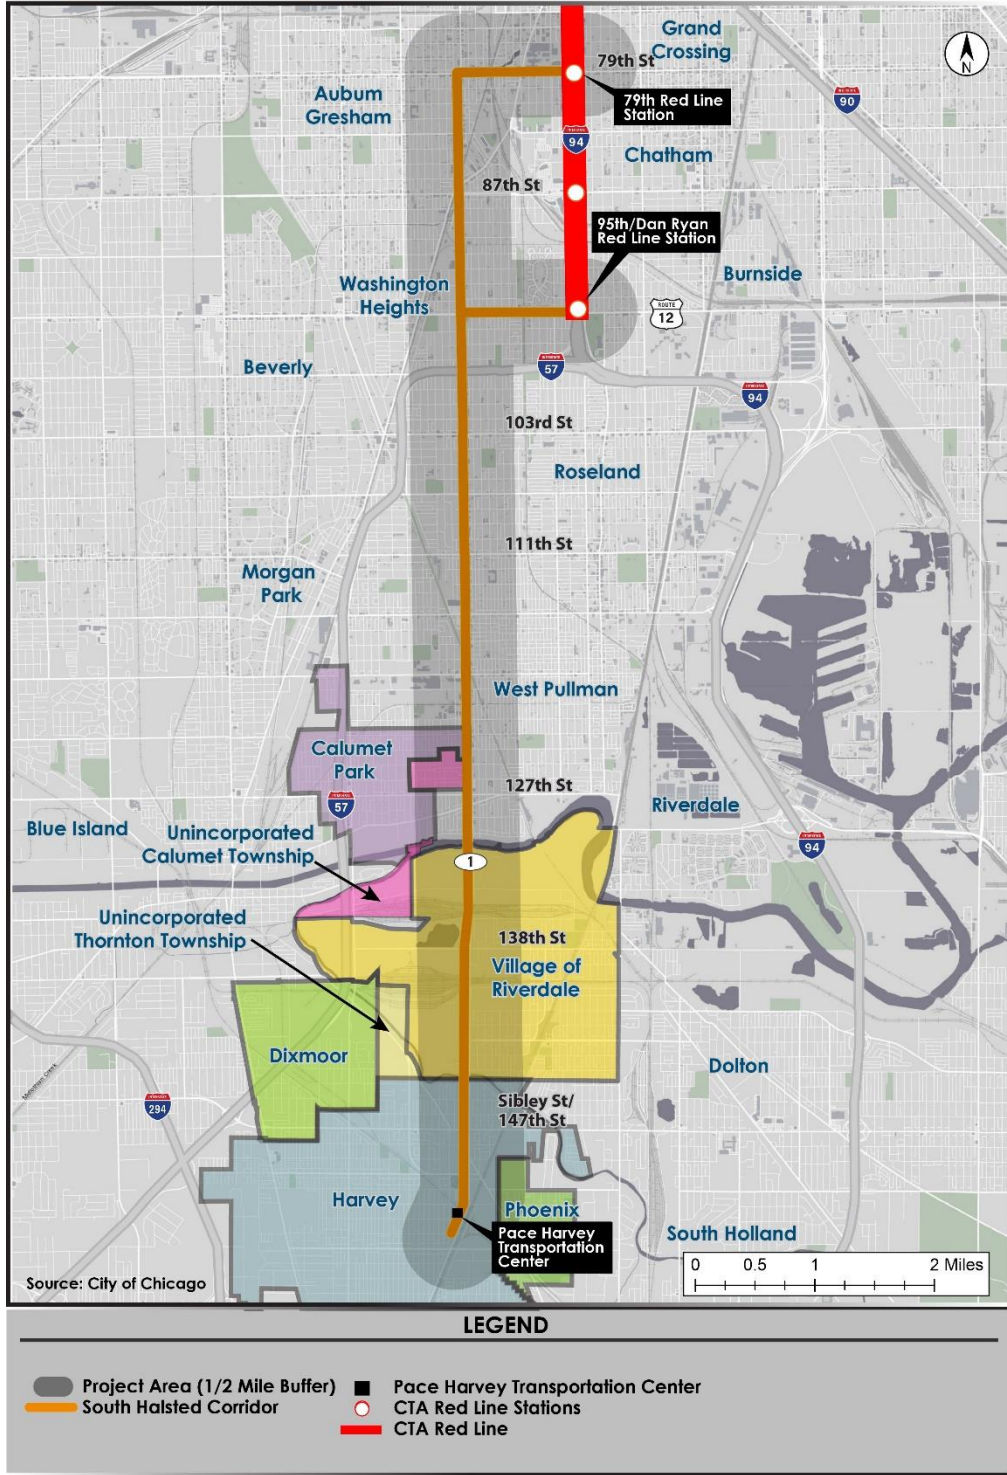 Grand
Crossing
N
79th St
Auburn
Gresham
79th Red Line
Station
90
94
Chatham
87th St
95th/Dan Ryan
Red Line Station
Burnside
Washington
Heights
ROUTE
12
Beverly
57
94
103rd St
Roseland
111th St
Morgan
Park
West Pullman
Calumet
Park
127th St
57
Riverdale
Blue Island
Unincorporated
Calumet Township
94
1
Unincorporated
Thornton Township
138th St
Village of
Riverdale
Dixmoor
Dolton
294
Sibley St/
147th St
Harvey
Phoenix
Pace Harvey
Transportation
Center
South Holland
0 0.5 1 2 Miles
Source: City of Chicago
LEGEND
Project Area (1/2 Mile Buffer)
South Halsted Corridor
Pace Harvey Transportation Center
CTA Red Line Stations
CTA Red Line